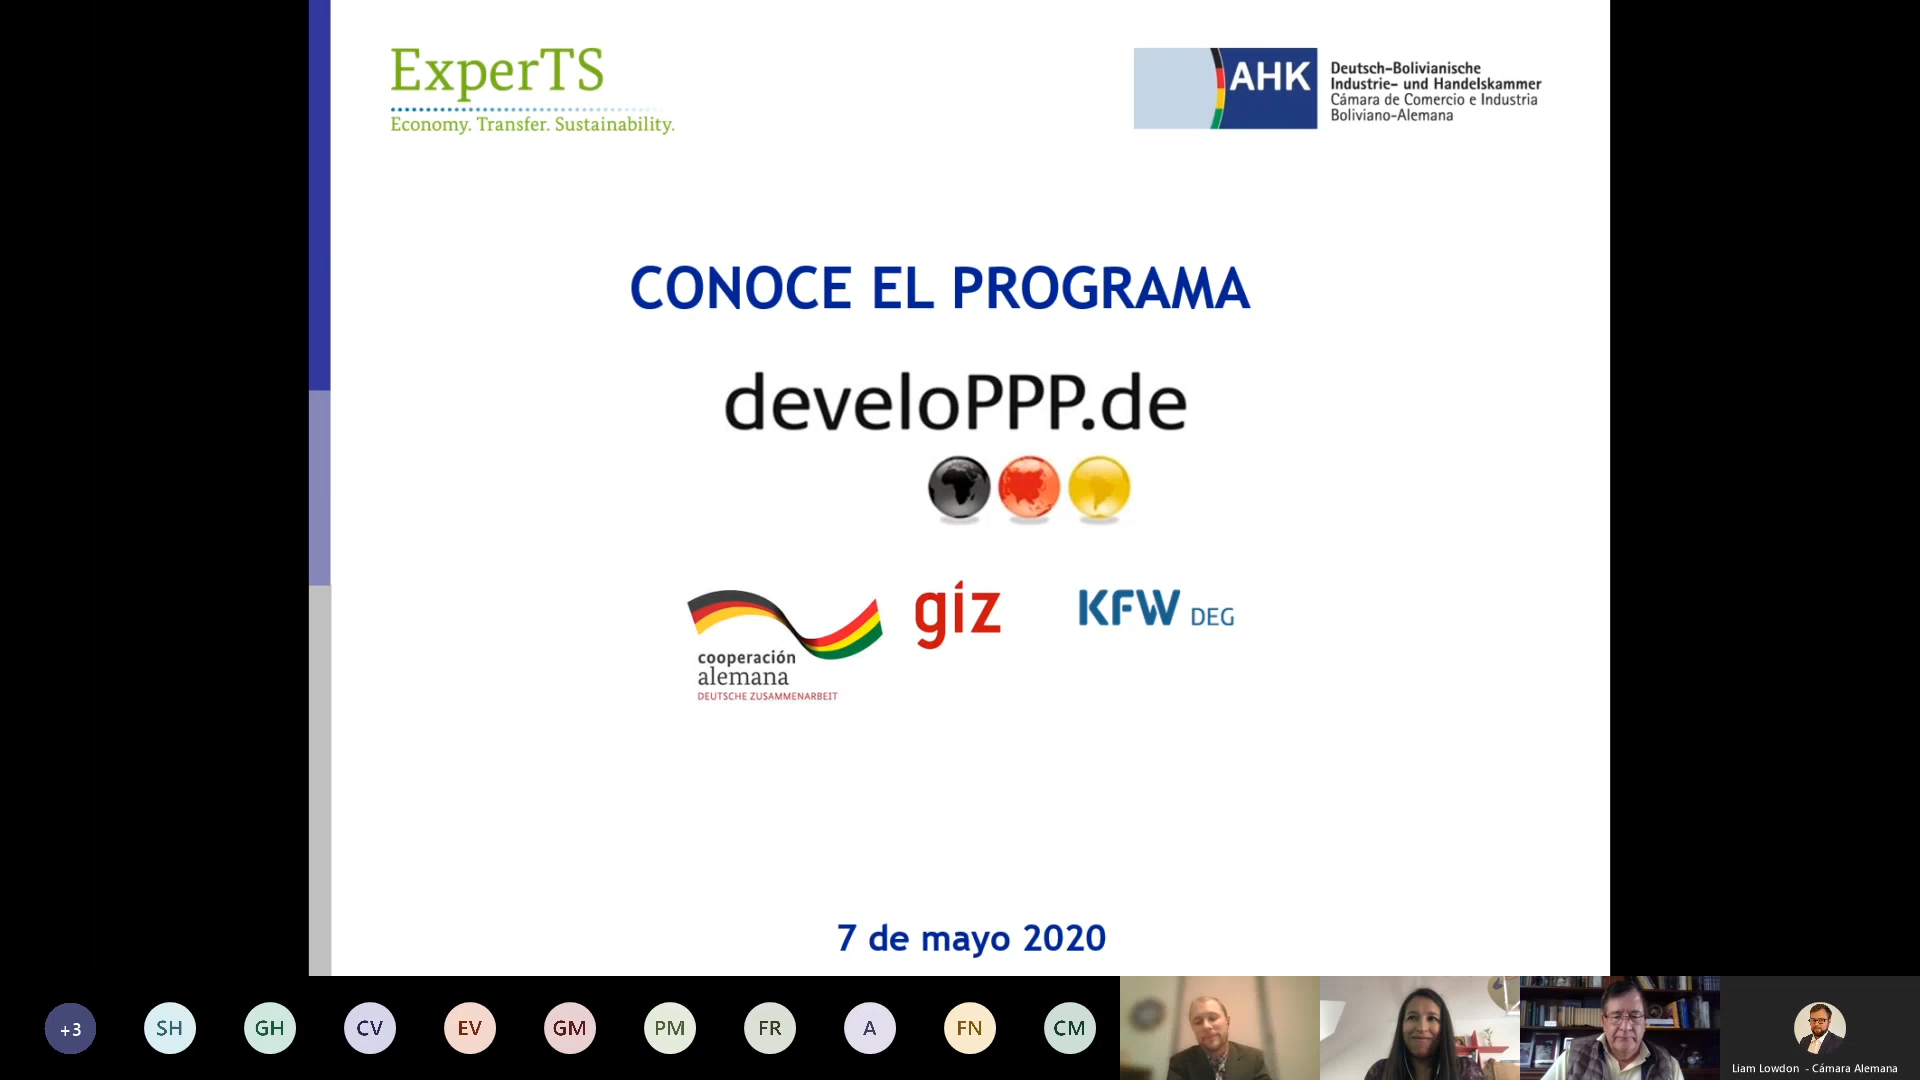 ExperTS
Economy. Transfer. Sustainability.
AHK
Deutsch-Bolivianische
Industrie- und Handelskammer
Cámara de Comercio e Industria
Boliviano-Alemana
CONOCE EL PROGRAMA
develoPPP.de
cooperación
alemana
DEUTSCHE ZUSAMMENARBEIT
giz
KFW DEG
7 de mayo 2020
+3
SH
GH
CV
EV
GM
PM
FR
A
FN
CM
Liam Lowdon - Cámara Alemana